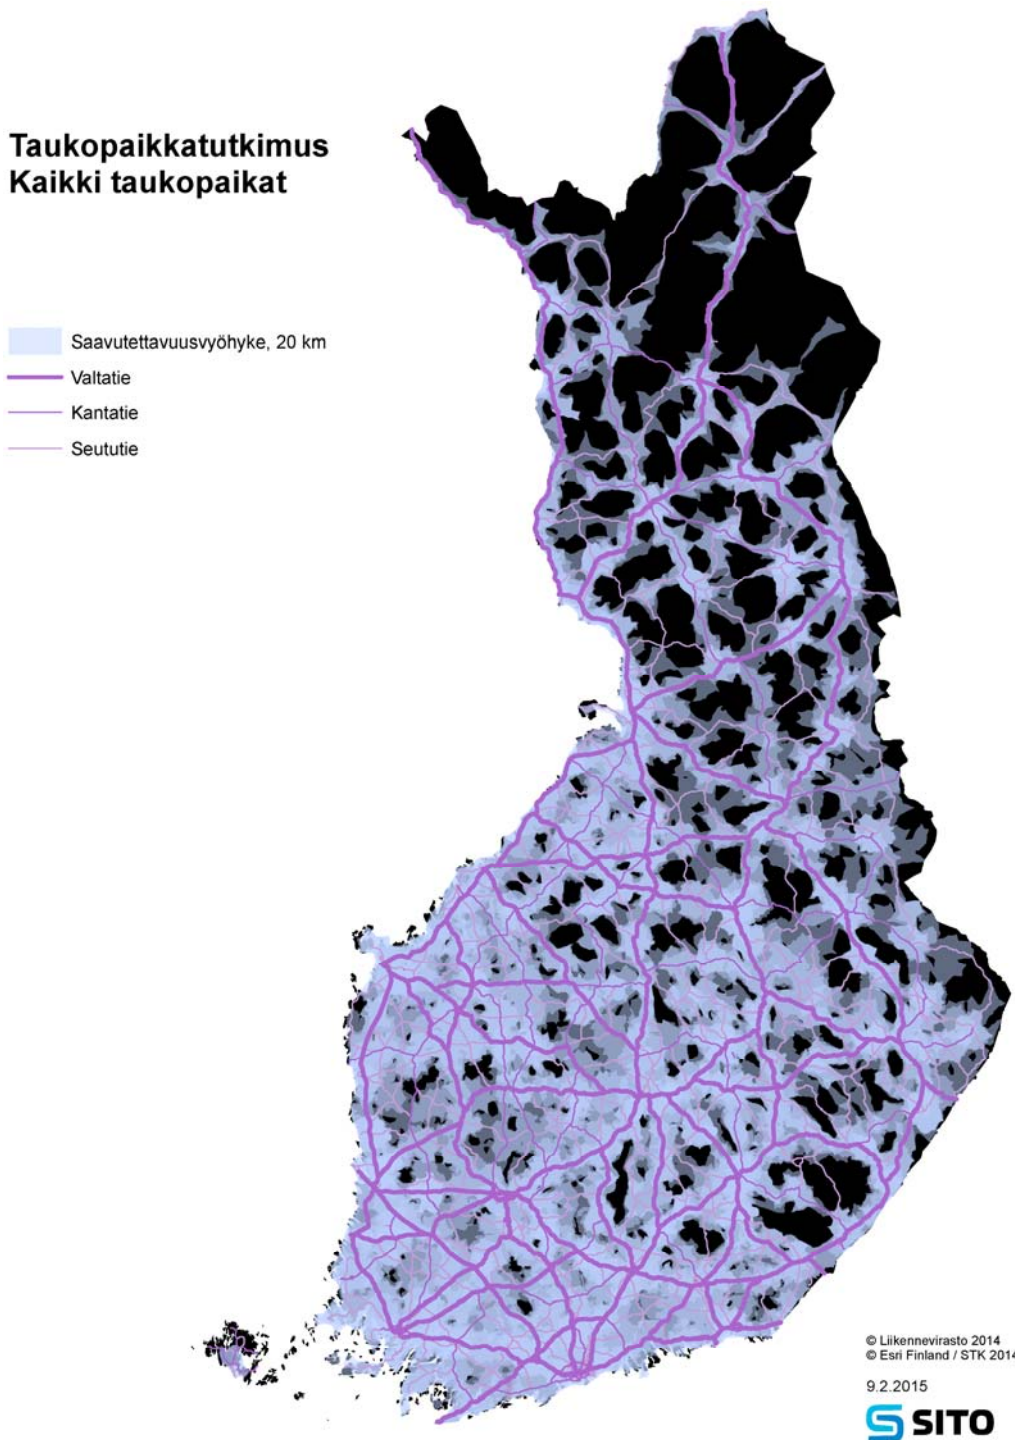 Taukopaikkatutkimus
Kaikki taukopaikat
Saavutettavuusvyöhyke, 20 km
Valtatie
Kantatie
Seututie
© Liikennevirasto 2014
© Esri Finland / STK 2014
9.2.2015
SITO